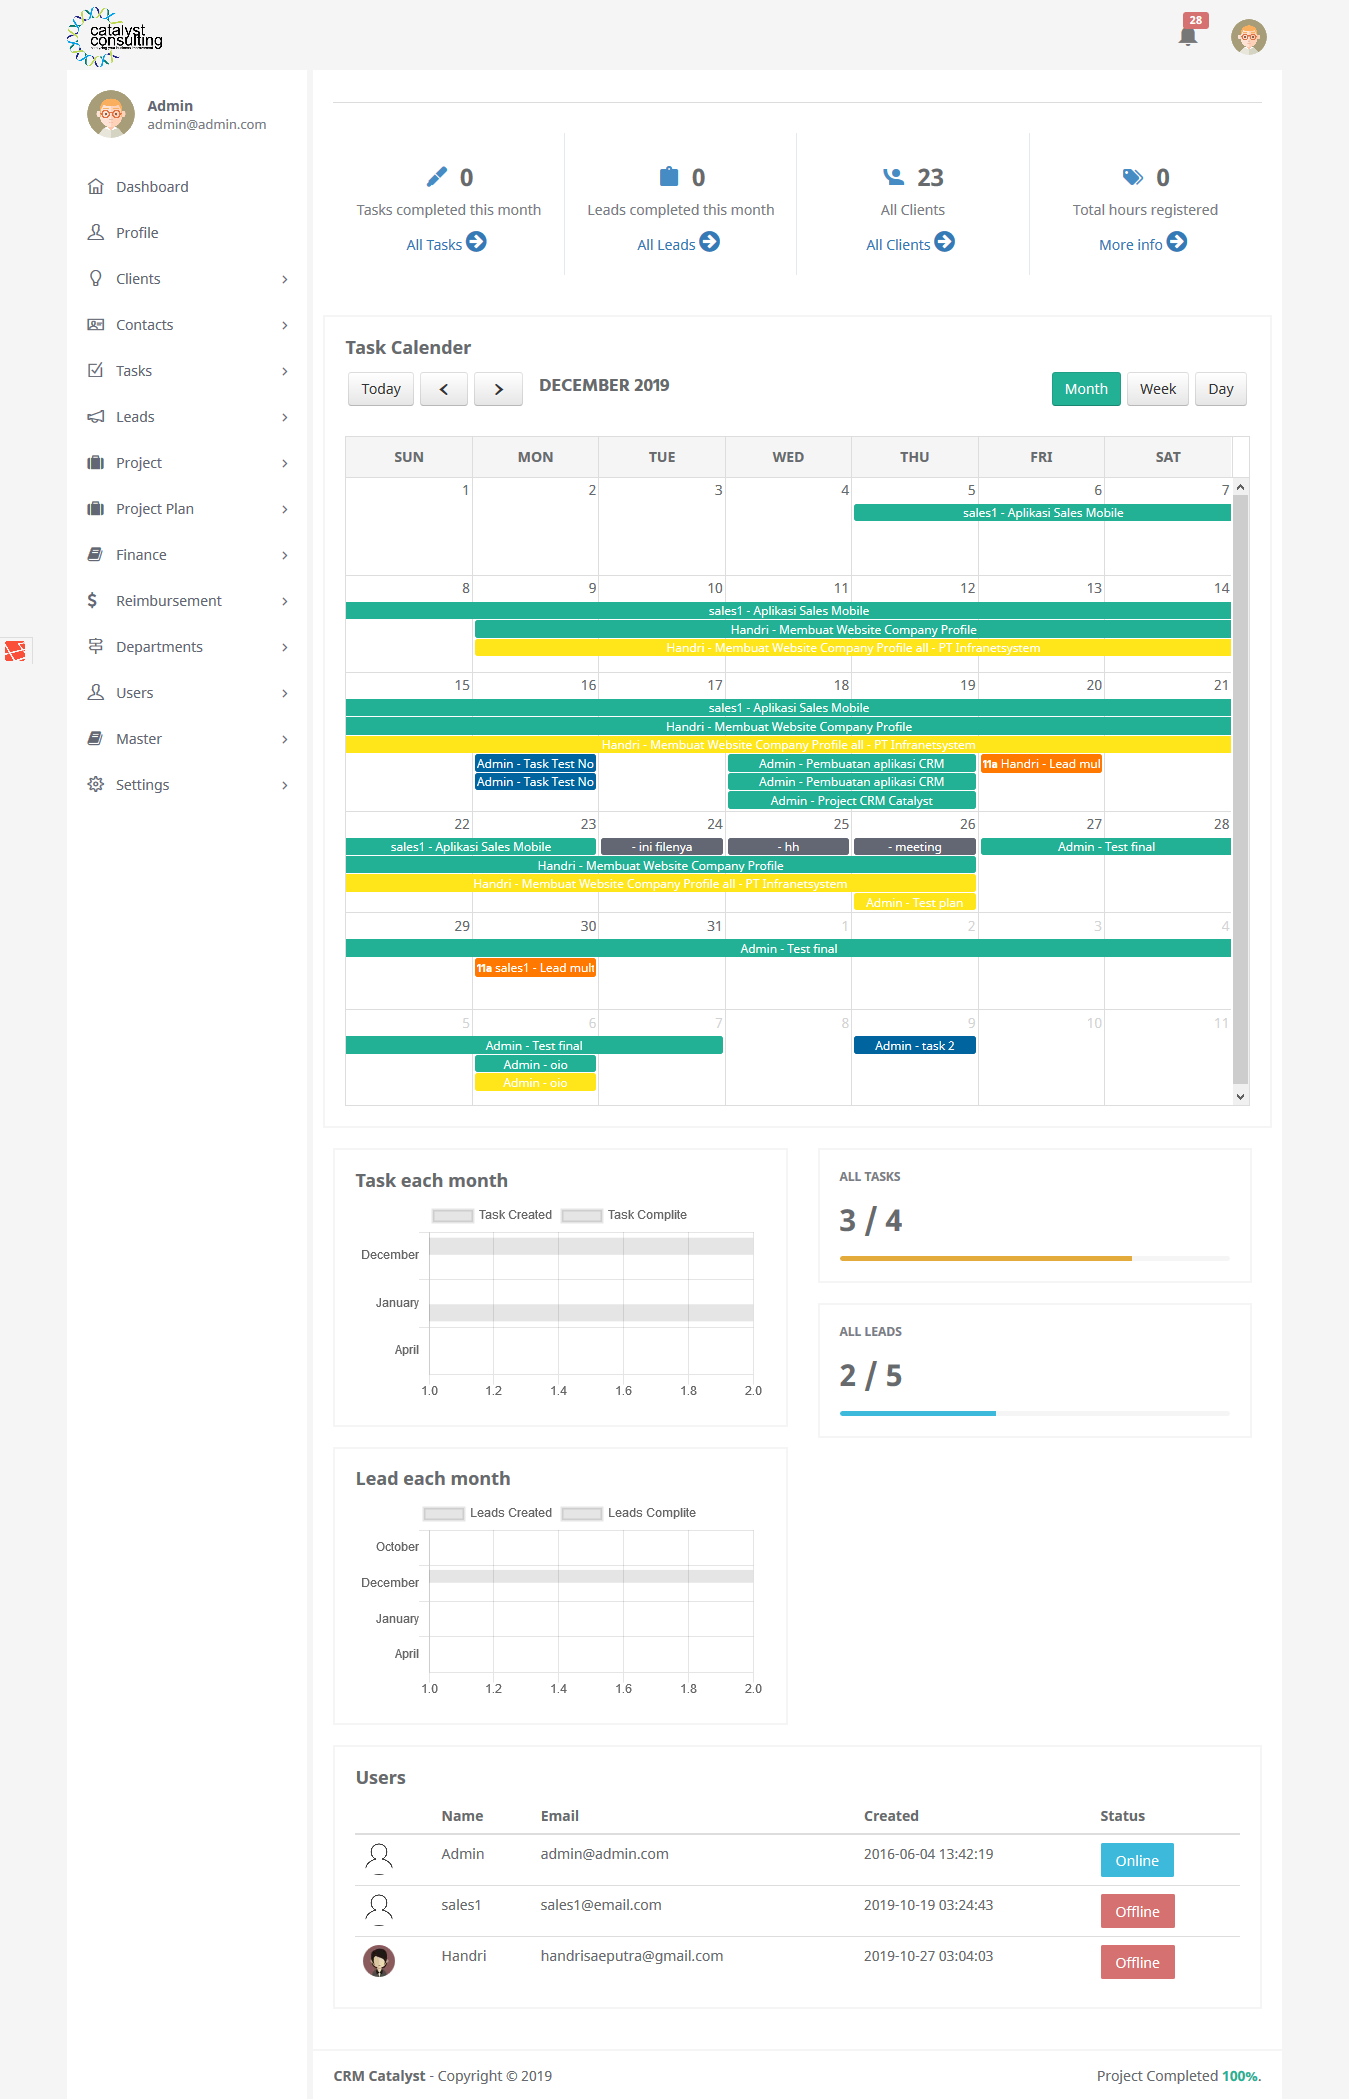 catalyst
consulting
28
Admin
admin@admin.com
Dashboard
Profile
Clients
Contacts
Tasks
Leads
Project
Project Plan
Finance
Reimbursement
Departments
Users
Master
Settings
0
Tasks completed this month
All Tasks
0
Leads completed this month
All Leads
23
All Clients
All Clients
0
Total hours registered
More info
Task Calender
Today
DECEMBER 2019
Month Week Day
SUN MON TUE WED THU FRI SAT
1 2 3 4 5 6 7
sales1 - Aplikasi Sales Mobile
8 9 10 11 12 13 14
sales1 - Aplikasi Sales Mobile
Handri - Membuat Website Company Profile
Handri - Membuat Website Company Profile all - PT Infranetsystem
15 16 17 18 19 20 21
sales1 - Aplikasi Sales Mobile
Handri - Membuat Website Company Profile
Handri - Membuat Website Company Profile all - PT Infranetsystem
Admin - Task Test No Admin - Pembuatan aplikasi CRM 11a Handri - Lead mul
Admin - Task Test No Admin - Pembuatan aplikasi CRM
Admin - Project CRM Catalyst
22 23 24 25 26 27 28
sales1 - Aplikasi Sales Mobile - ini filenya - hh - meeting Admin - Test final
Handri - Membuat Website Company Profile
Handri - Membuat Website Company Profile all - PT Infranetsystem
Admin - Test plan
29 30 31 1 2 3 4
Admin - Test final
11a sales1 - Lead mult
5 6 7 8 9 10 11
Admin - Test final Admin - task 2
Admin - oio
Admin - oio
Task each month
Task Created Task Complite
December
January
April
1.0 1.2 1.4 1.6 1.8 2.0
ALL TASKS
3 / 4
ALL LEADS
2 / 5
Lead each month
Leads Created Leads Complite
October
December
January
April
1.0 1.2 1.4 1.6 1.8 2.0
Users
Name Email Created Status
Admin admin@admin.com 2016-06-04 13:42:19 Online
sales1 sales1@email.com 2019-10-19 03:24:43 Offline
Handri handrisaeputra@gmail.com 2019-10-27 03:04:03 Offline
CRM Catalyst - Copyright © 2019
Project Completed 100%.